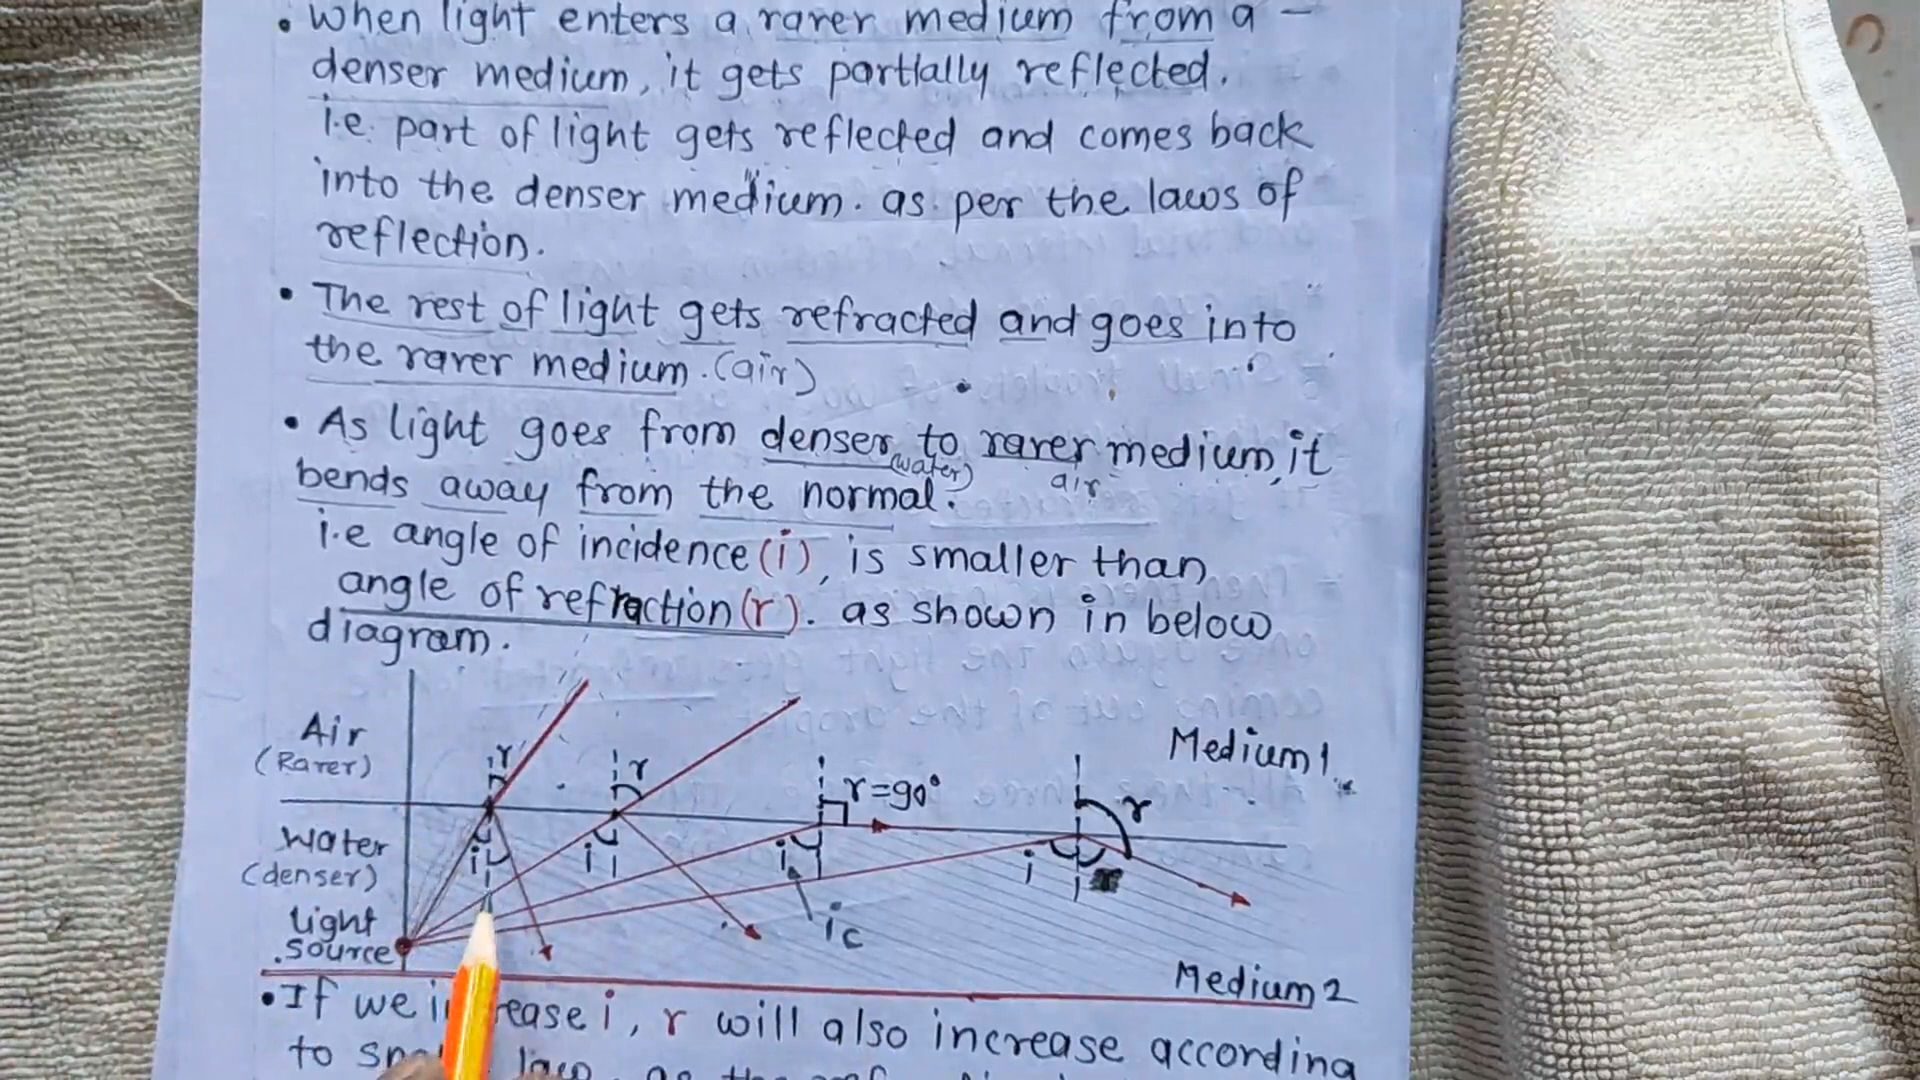 • When light enters a rarer medium from a -
denser medium, it gets partially reflected.
i.e. part of light gets reflected and comes back
into the denser medium. as per the laws of
reflection.
• The rest of light gets refracted and goes into
the rarer medium. (air)
• As light goes from denser to rarer medium, it
(water) air
bends away from the normal.
i.e angle of incidence (i), is smaller than
angle of refraction (r). as shown in below
diagram.
Air
(Rarer)
r
r
r=90°
r
Medium 1
Water
(denser)
i
i
i
i
ic
light
source
Medium 2
• If we i rease i, r will also increase according
to law,